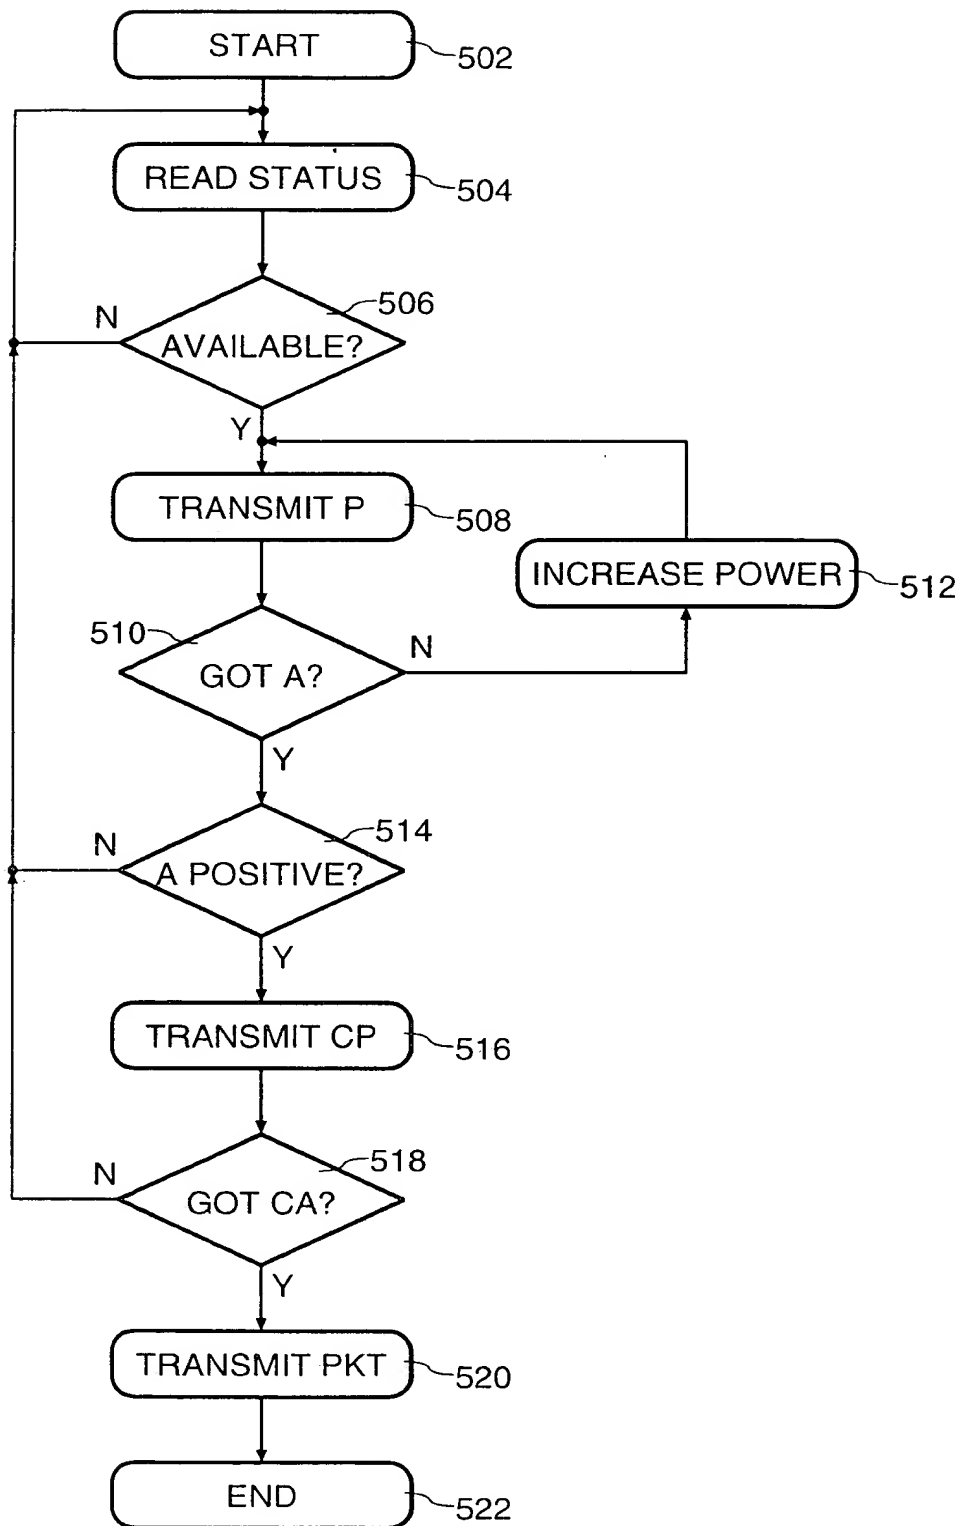 START
502
READ STATUS
504
506
N
AVAILABLE?
Y
TRANSMIT P
508
INCREASE POWER
512
510
N
GOT A?
Y
514
N
A POSITIVE?
Y
TRANSMIT CP
516
518
N
GOT CA?
Y
TRANSMIT PKT
520
END
522